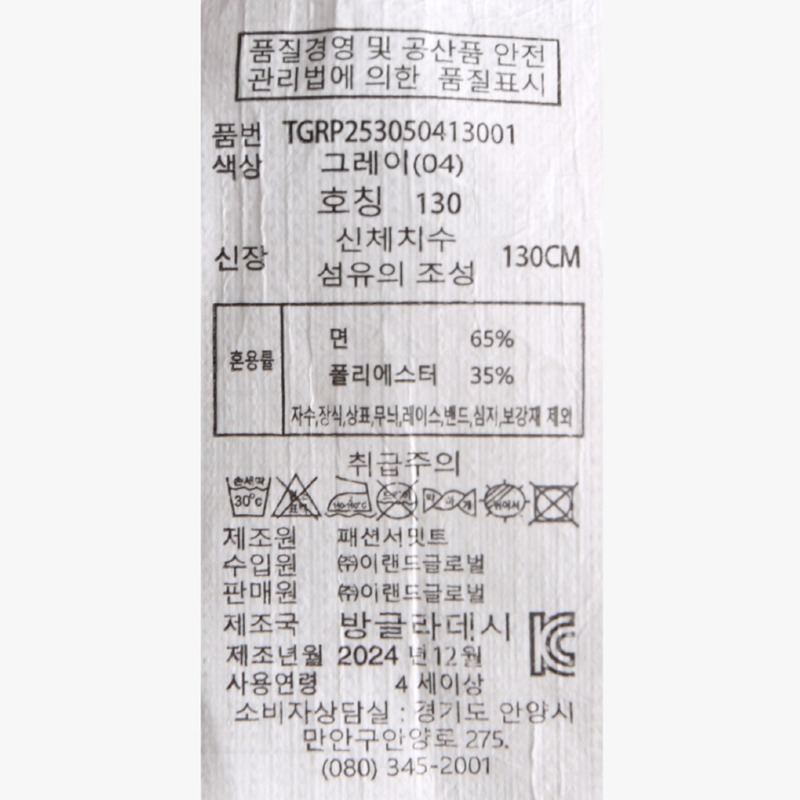 품질경영 및 공산품 안전
관리법에 의한 품질표시
품번 TGRP253050413001
색상 그레이(04)
호칭 130
신체치수
신장 130CM
섬유의 조성
혼용률
면 65%
폴리에스터 35%
자수,장식,상표,무늬,레이스,밴드,심지,보강재 제외
취급주의
손세탁 30°c
제조원 패션서밋트
수입원 ㈜이랜드글로벌
판매원 ㈜이랜드글로벌
제조국 방글라데시
제조년월 2024 년12월
사용연령 4 세이상
소비자상담실 : 경기도 안양시
만안구안양로 275.
(080) 345-2001